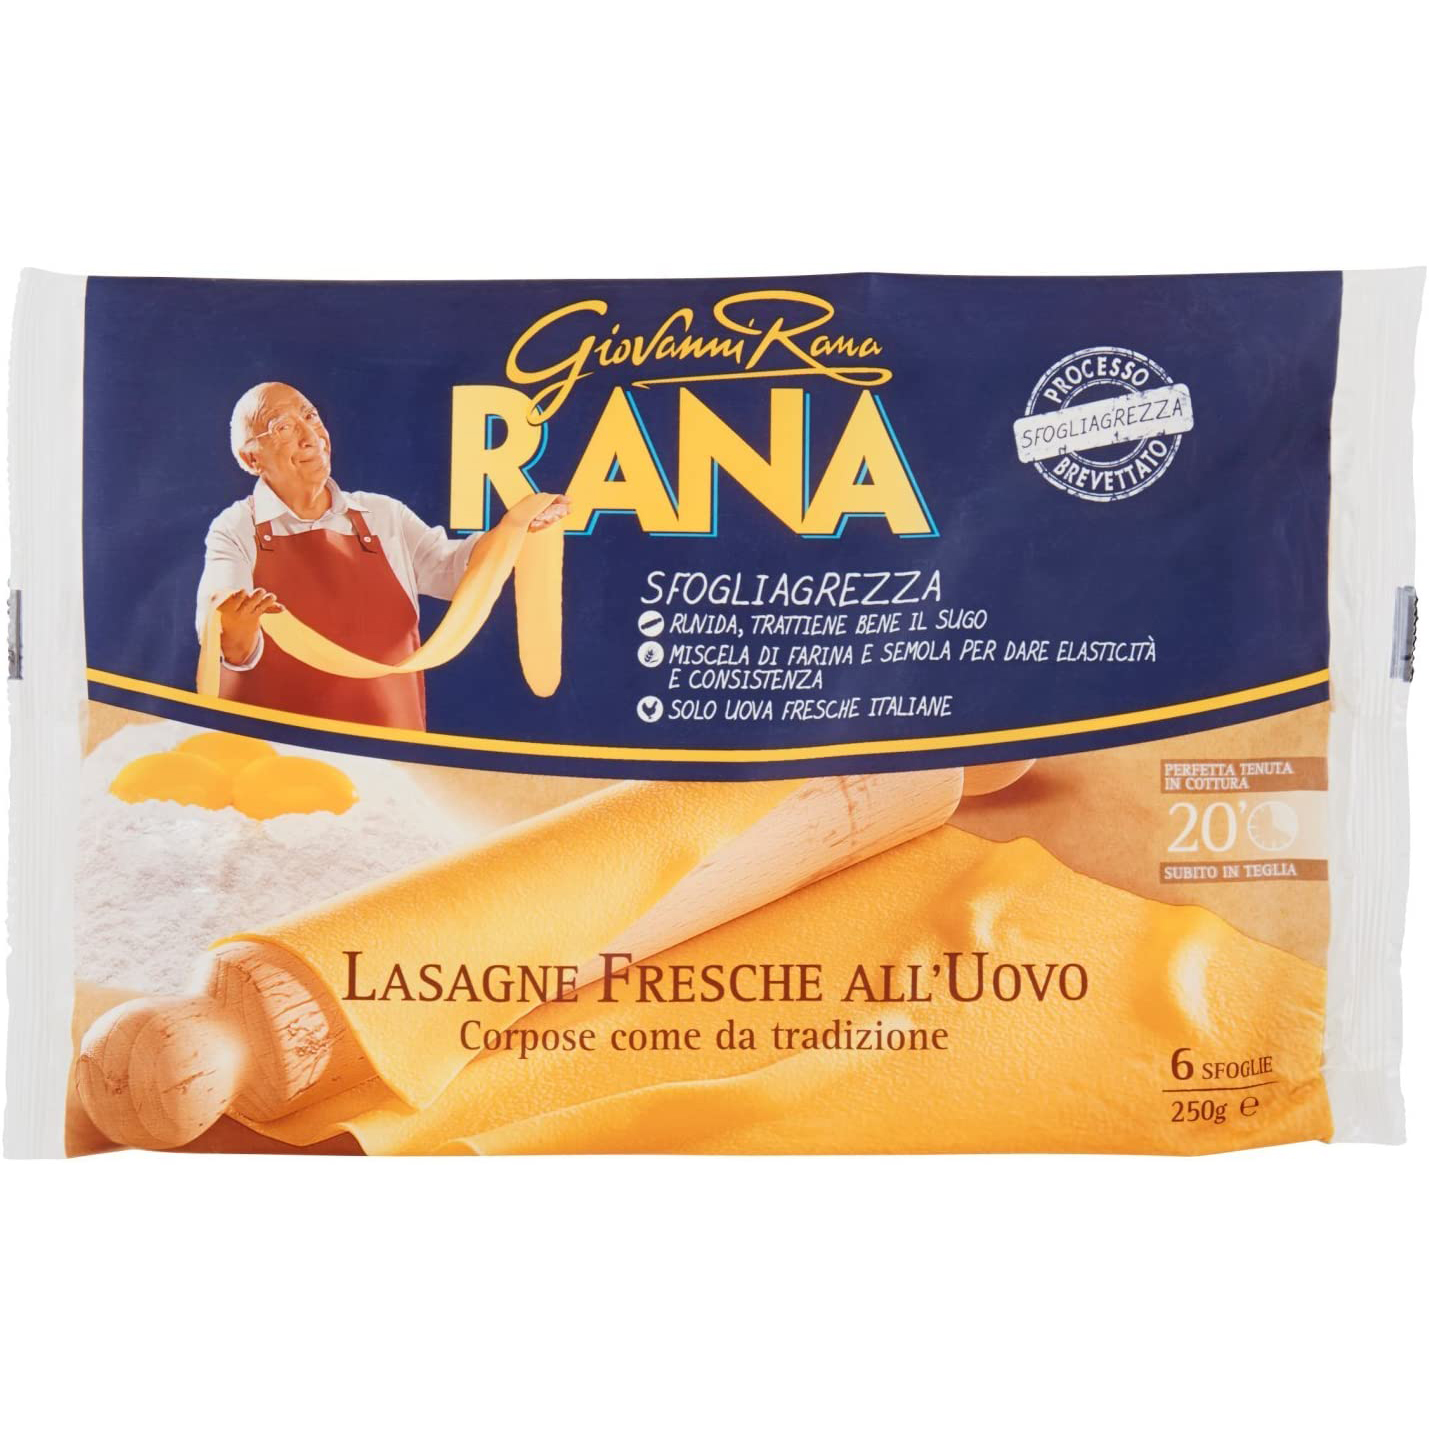 Giovanni Rana
RANA
PROCESSO
SFOGLIAGREZZA
BREVETTATO
SFOGLIAGREZZA
RUVIDA, TRATTIENE BENE IL SUGO
MISCELA DI FARINA E SEMOLA PER DARE ELASTICITÀ
E CONSISTENZA
SOLO UOVA FRESCHE ITALIANE
PERFETTA TENUTA
IN COTTURA
20'
SUBITO IN TEGLIA
LASAGNE FRESCHE ALL'UOVO
Corpose come da tradizione
6 SFOGLIE
250g ℮